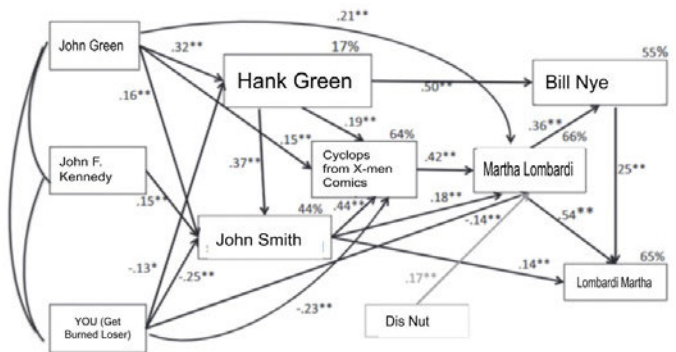 .21**
John Green
.32**
17%
55%
Hank Green
Bill Nye
.50**
.16**
.19**
.15**
64%
.36**
66%
John F.
Kennedy
Cyclops
from X-men
Comics
.42**
Martha Lombardi
.37**
25**
.15**
44%
.44**
.18**
-.14**
John Smith
.54**
-.13*
-.25**
65%
.14**
Lombardi Martha
.17**
-.23**
YOU (Get
Burned Loser)
Dis Nut